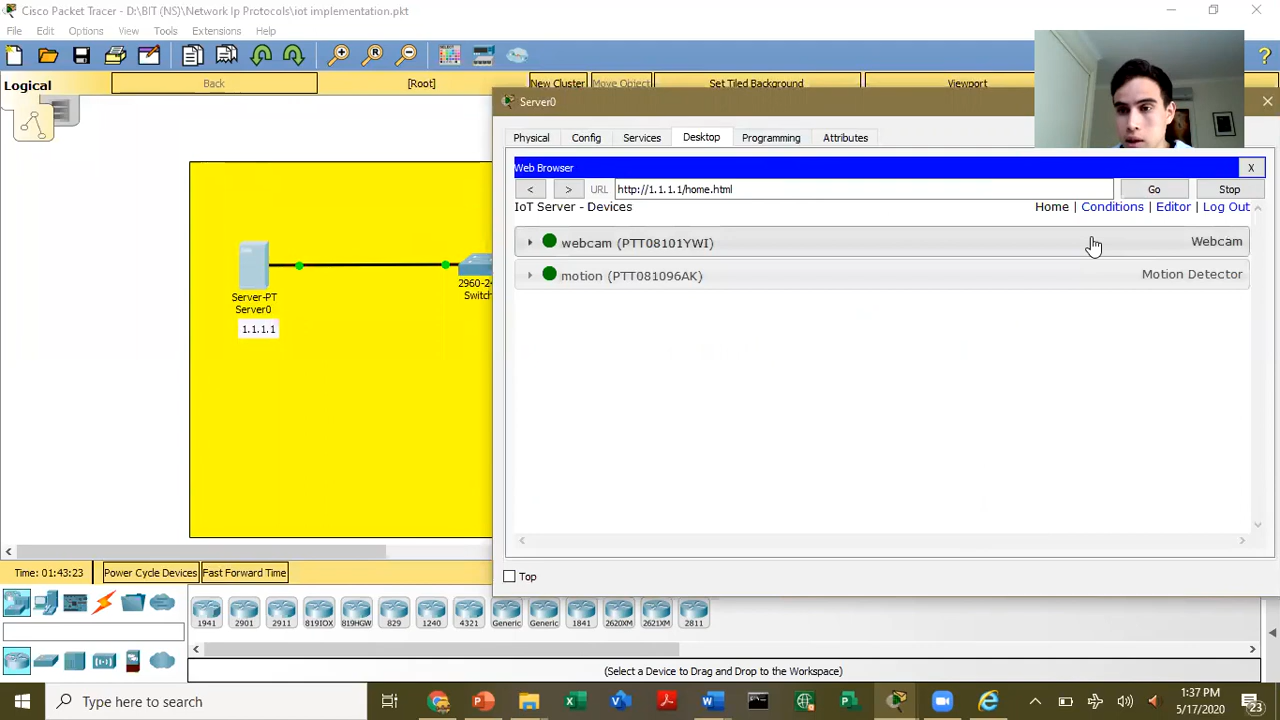 Cisco Packet Tracer - D:\BIT (NS)\Network Ip Protocols\iot implementation.pkt
File Edit Options View Tools Extensions Help
Logical Back [Root] New Cluster Move Object Set Tiled Background Viewport
Server0
Physical Config Services Desktop Programming Attributes
Web Browser X
< > URL http://1.1.1.1/home.html Go Stop
IoT Server - Devices Home | Conditions | Editor | Log Out
webcam (PTT08101YWI) Webcam
motion (PTT081096AK) Motion Detector
Server-PT
Server0
1.1.1.1
2960-24
Switch
Top
Time: 01:43:23 Power Cycle Devices Fast Forward Time
1941 2901 2911 819IOX 819HGW 829 1240 4321 Generic Generic 1841 2620XM 2621XM 2811
(Select a Device to Drag and Drop to the Workspace)
Type here to search
1:37 PM
5/17/2020
23